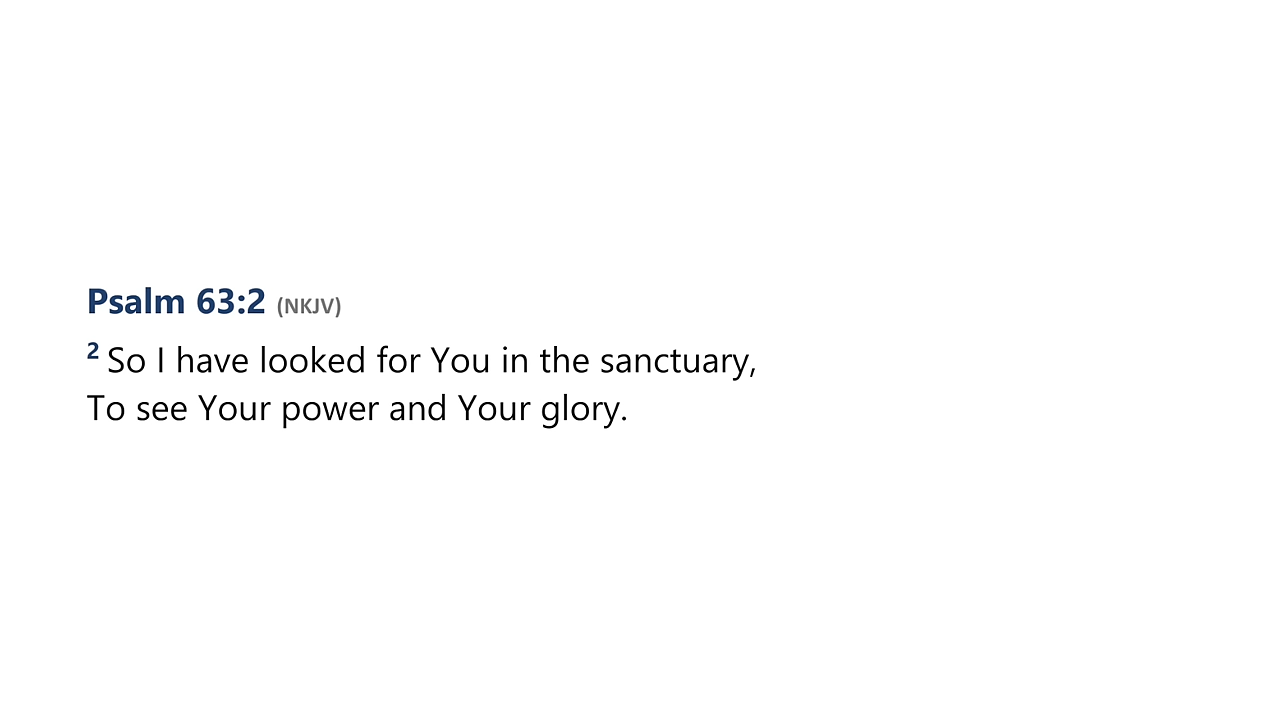 Psalm 63:2 (NKJV)
2 So I have looked for You in the sanctuary,
To see Your power and Your glory.